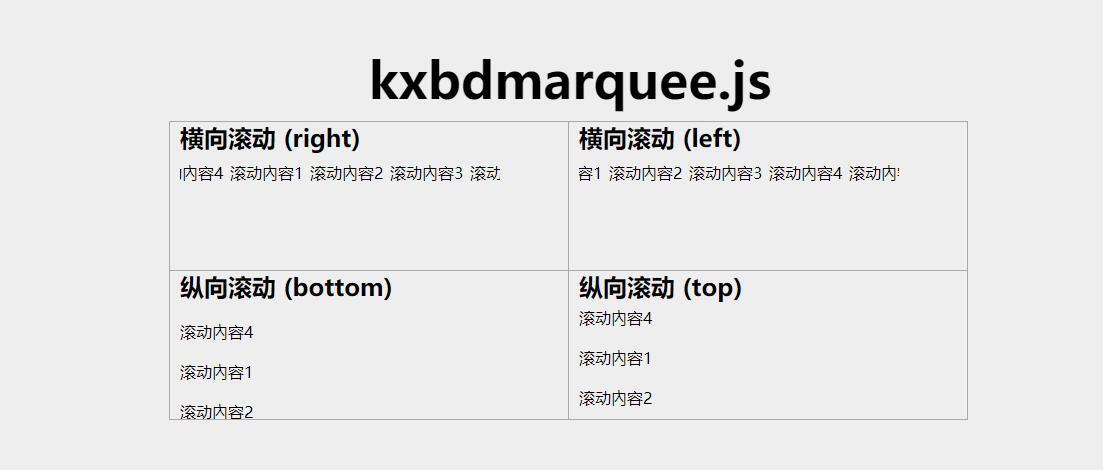 kxbdmarquee.js
横向滚动 (right)
内容4 滚动内容1 滚动内容2 滚动内容3 滚动
横向滚动 (left)
容1 滚动内容2 滚动内容3 滚动内容4 滚动内
纵向滚动 (bottom)
滚动内容4
滚动内容1
滚动内容2
纵向滚动 (top)
滚动内容4
滚动内容1
滚动内容2